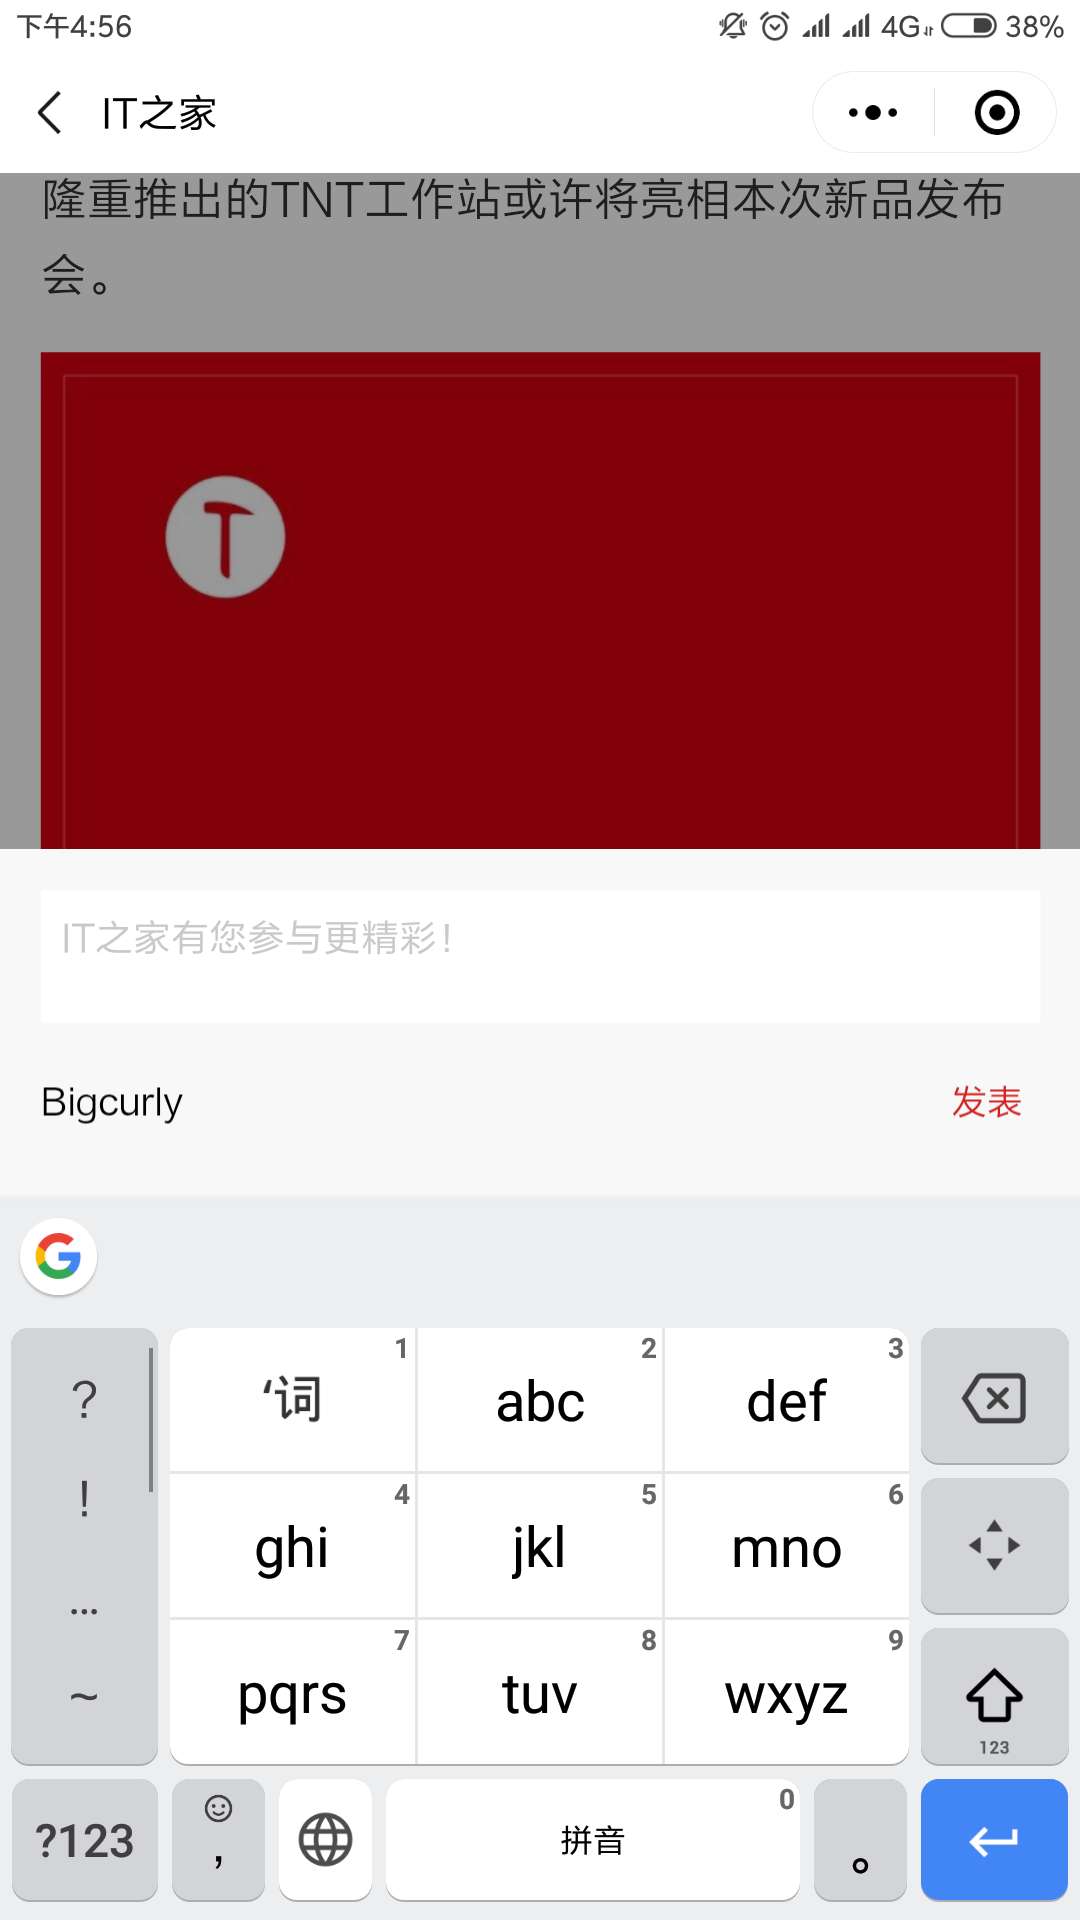 下午4:56 4G 38%
IT之家
隆重推出的TNT工作站或许将亮相本次新品发布
会。
T
IT之家有您参与更精彩！
Bigcurly 发表
G
? ‘词 1 abc 2 def 3
!
ghi 4 jkl 5 mno 6
…
pqrs 7 tuv 8 wxyz 9
~
123
?123 , 拼音 0 。